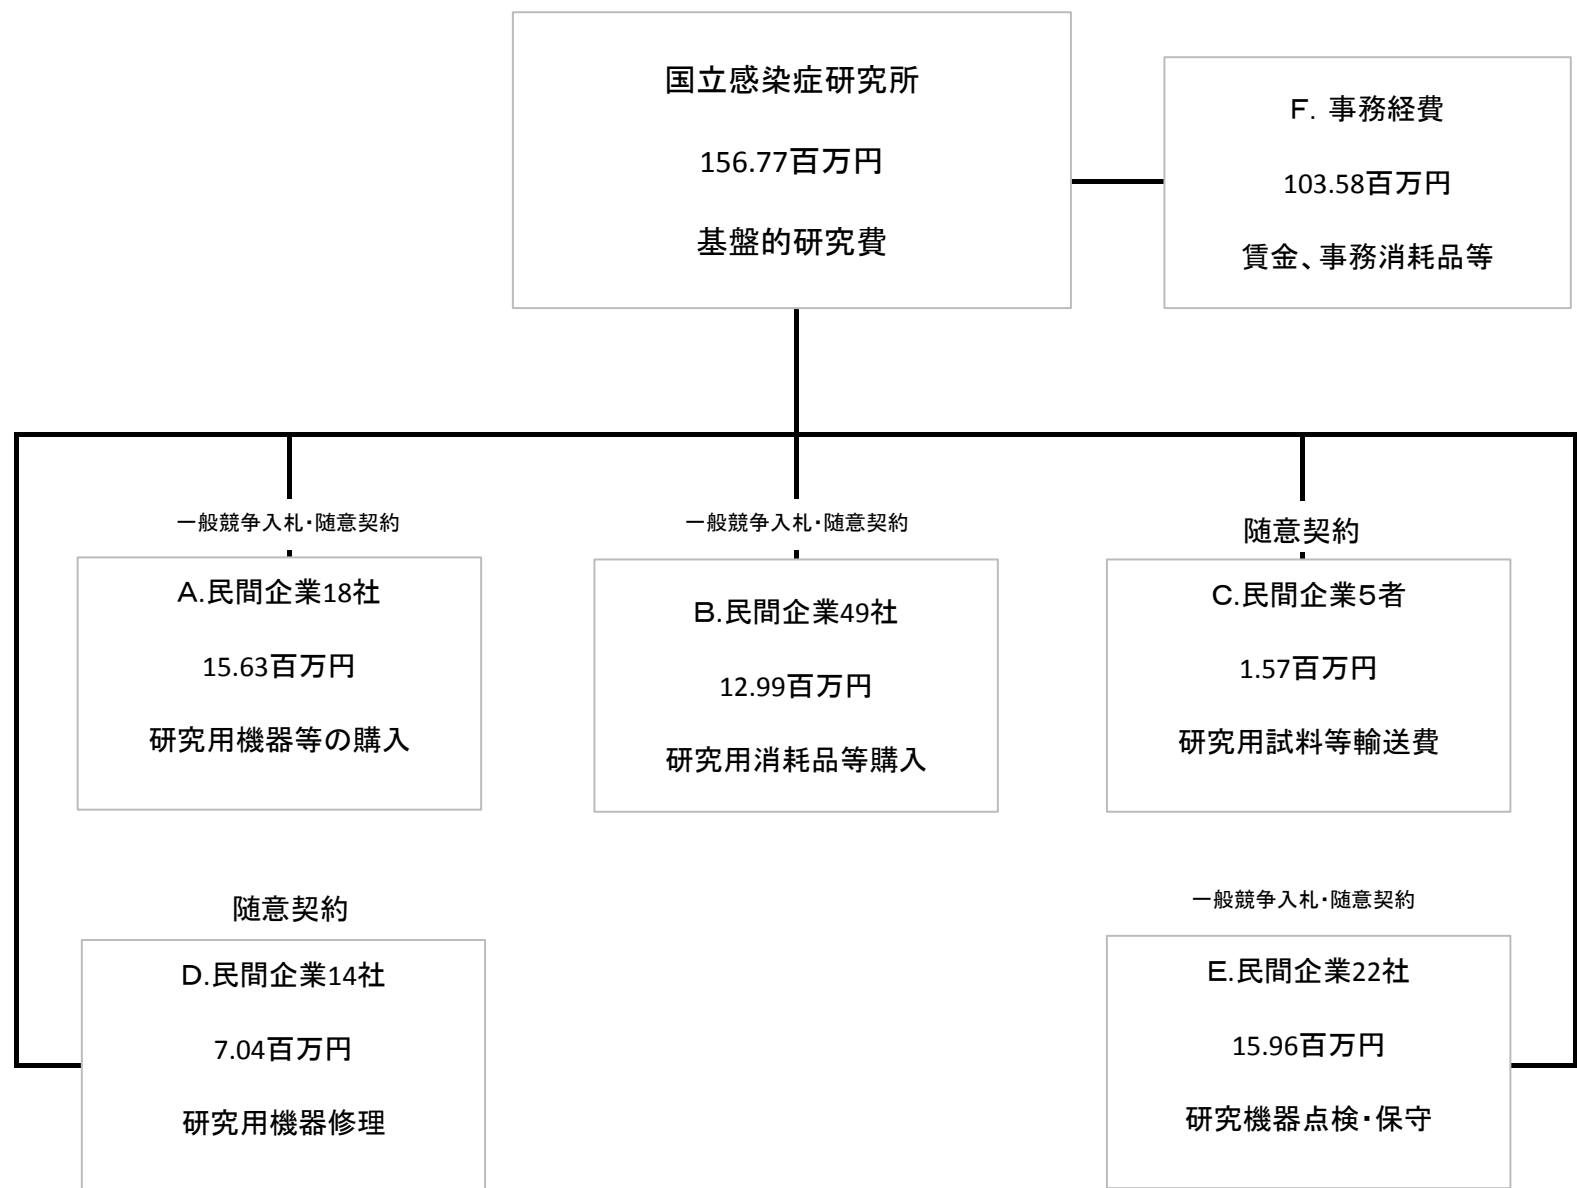 国立感染症研究所
156.77百万円
基盤的研究費
F. 事務経費
103.58百万円
賃金、事務消耗品等
一般競争入札・随意契約
A.民間企業18社
15.63百万円
研究用機器等の購入
一般競争入札・随意契約
B.民間企業49社
12.99百万円
研究用消耗品等購入
随意契約
C.民間企業5者
1.57百万円
研究用試料等輸送費
随意契約
D.民間企業14社
7.04百万円
研究用機器修理
一般競争入札・随意契約
E.民間企業22社
15.96百万円
研究機器点検・保守